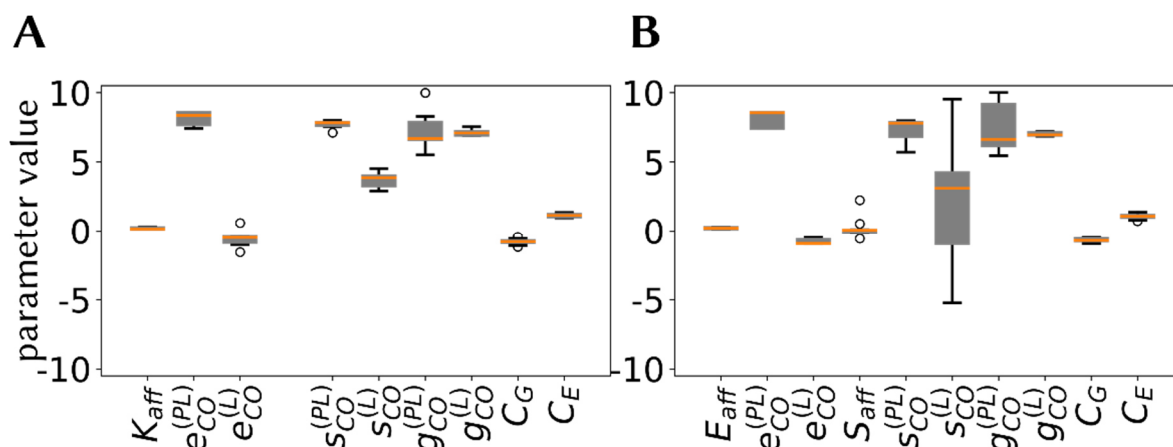 A
B
parameter value
10
5
0
-5
-10
K_aff
e_CO^(PL)
e_CO^(L)
s_CO^(PL)
s_CO^(L)
g_CO^(PL)
g_CO^(L)
C_G
C_E
10
5
0
-5
-10
E_aff
e_CO^(PL)
e_CO^(L)
S_aff
s_CO^(PL)
s_CO^(L)
g_CO^(PL)
g_CO^(L)
C_G
C_E